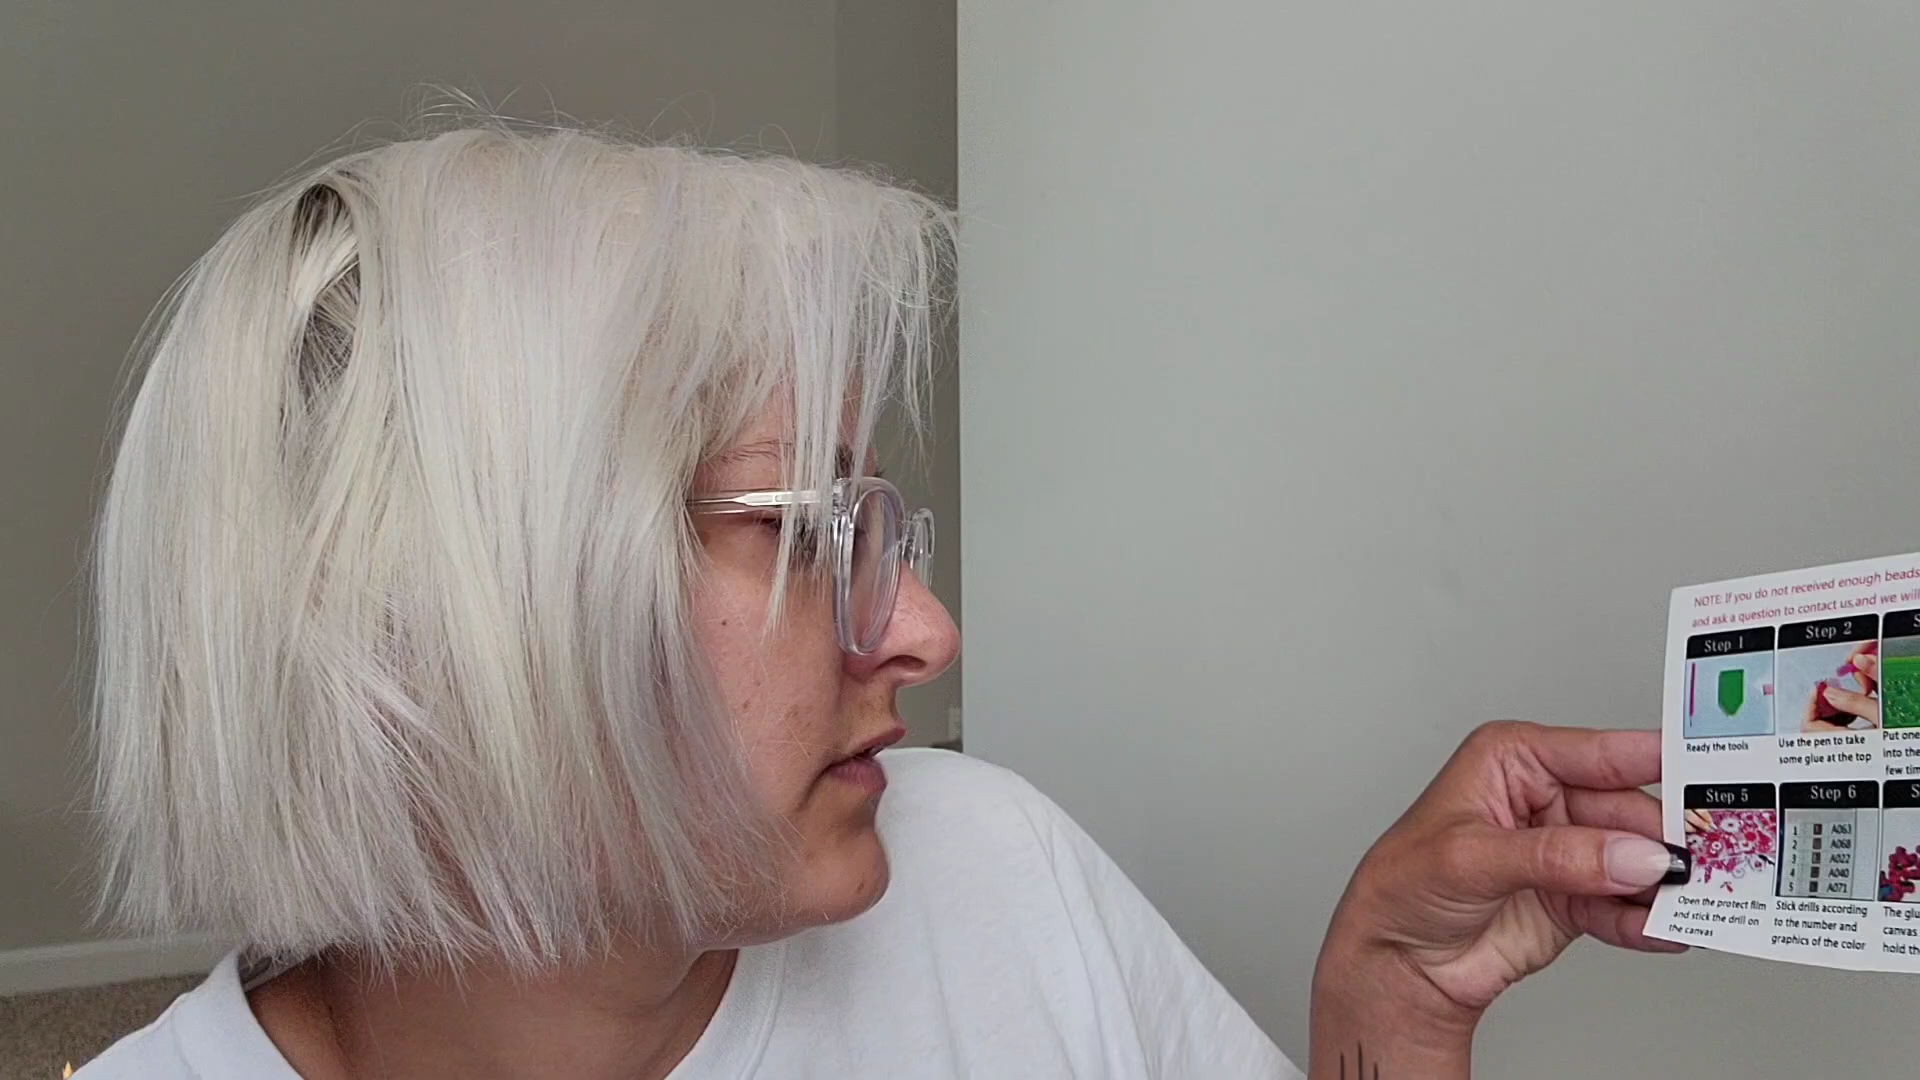 NOTE: If you do not received enough beads
and ask a question to contact us,and we will
Step 1
Step 2
Ready the tools
Use the pen to take
some glue at the top
Put one
into the
few tim
Step 5
Step 6
1 A063
2 A068
3 A022
4 A040
5 A071
Open the protect film
and stick the drill on
the canvas
Stick drills according
to the number and
graphics of the color
The glu
canvas
hold th